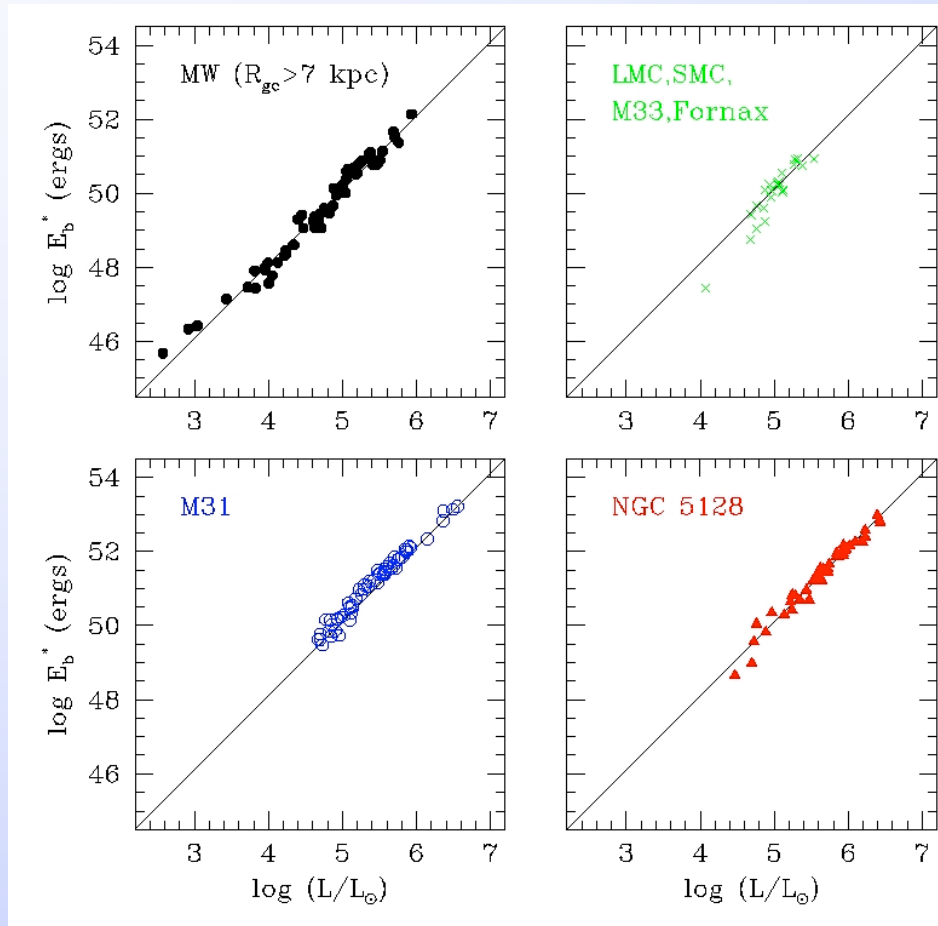 54
52
50
48
46
log E_b^* (ergs)
MW (R_gc>7 kpc)
3 4 5 6 7
LMC,SMC,
M33,Fornax
3 4 5 6 7
54
52
50
48
46
log E_b^* (ergs)
M31
3 4 5 6 7
log (L/L_⊙)
NGC 5128
3 4 5 6 7
log (L/L_⊙)